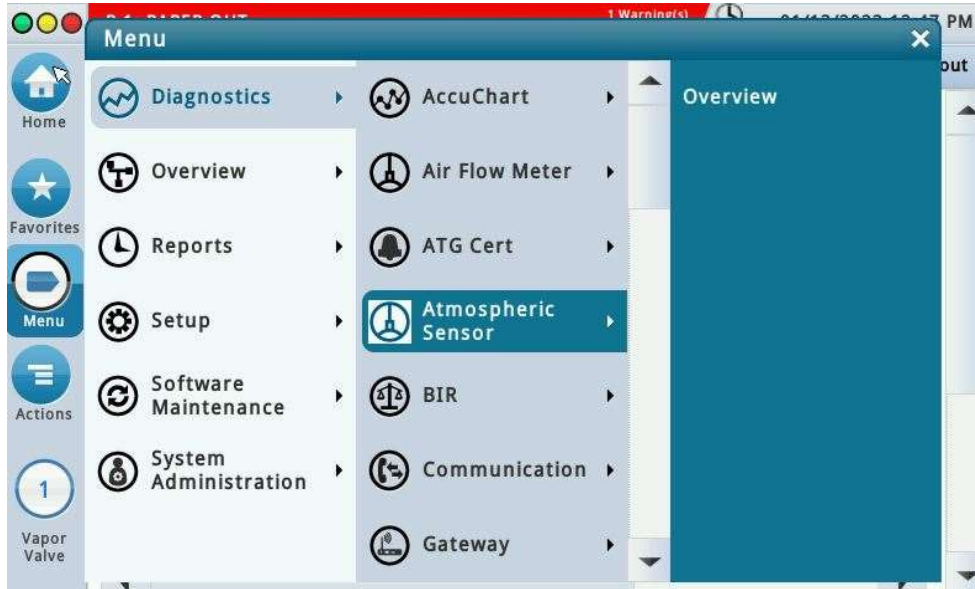 1 Warning(s)
PM
Menu
out
Home
Favorites
Menu
Actions
1
Vapor
Valve
Diagnostics
Overview
Reports
Setup
Software
Maintenance
System
Administration
AccuChart
Air Flow Meter
ATG Cert
Atmospheric
Sensor
BIR
Communication
Gateway
Overview